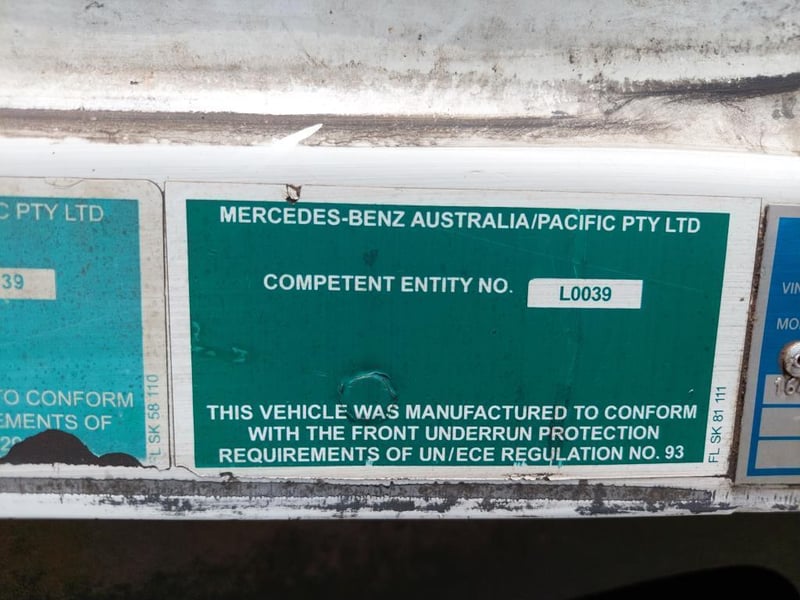 C PTY LTD
39
TO CONFORM
EMENTS OF
20
FL SK 58 110
MERCEDES-BENZ AUSTRALIA/PACIFIC PTY LTD
COMPETENT ENTITY NO. L0039
THIS VEHICLE WAS MANUFACTURED TO CONFORM
WITH THE FRONT UNDERRUN PROTECTION
REQUIREMENTS OF UN/ECE REGULATION NO. 93
FL SK 81 111
VIN
MO
16